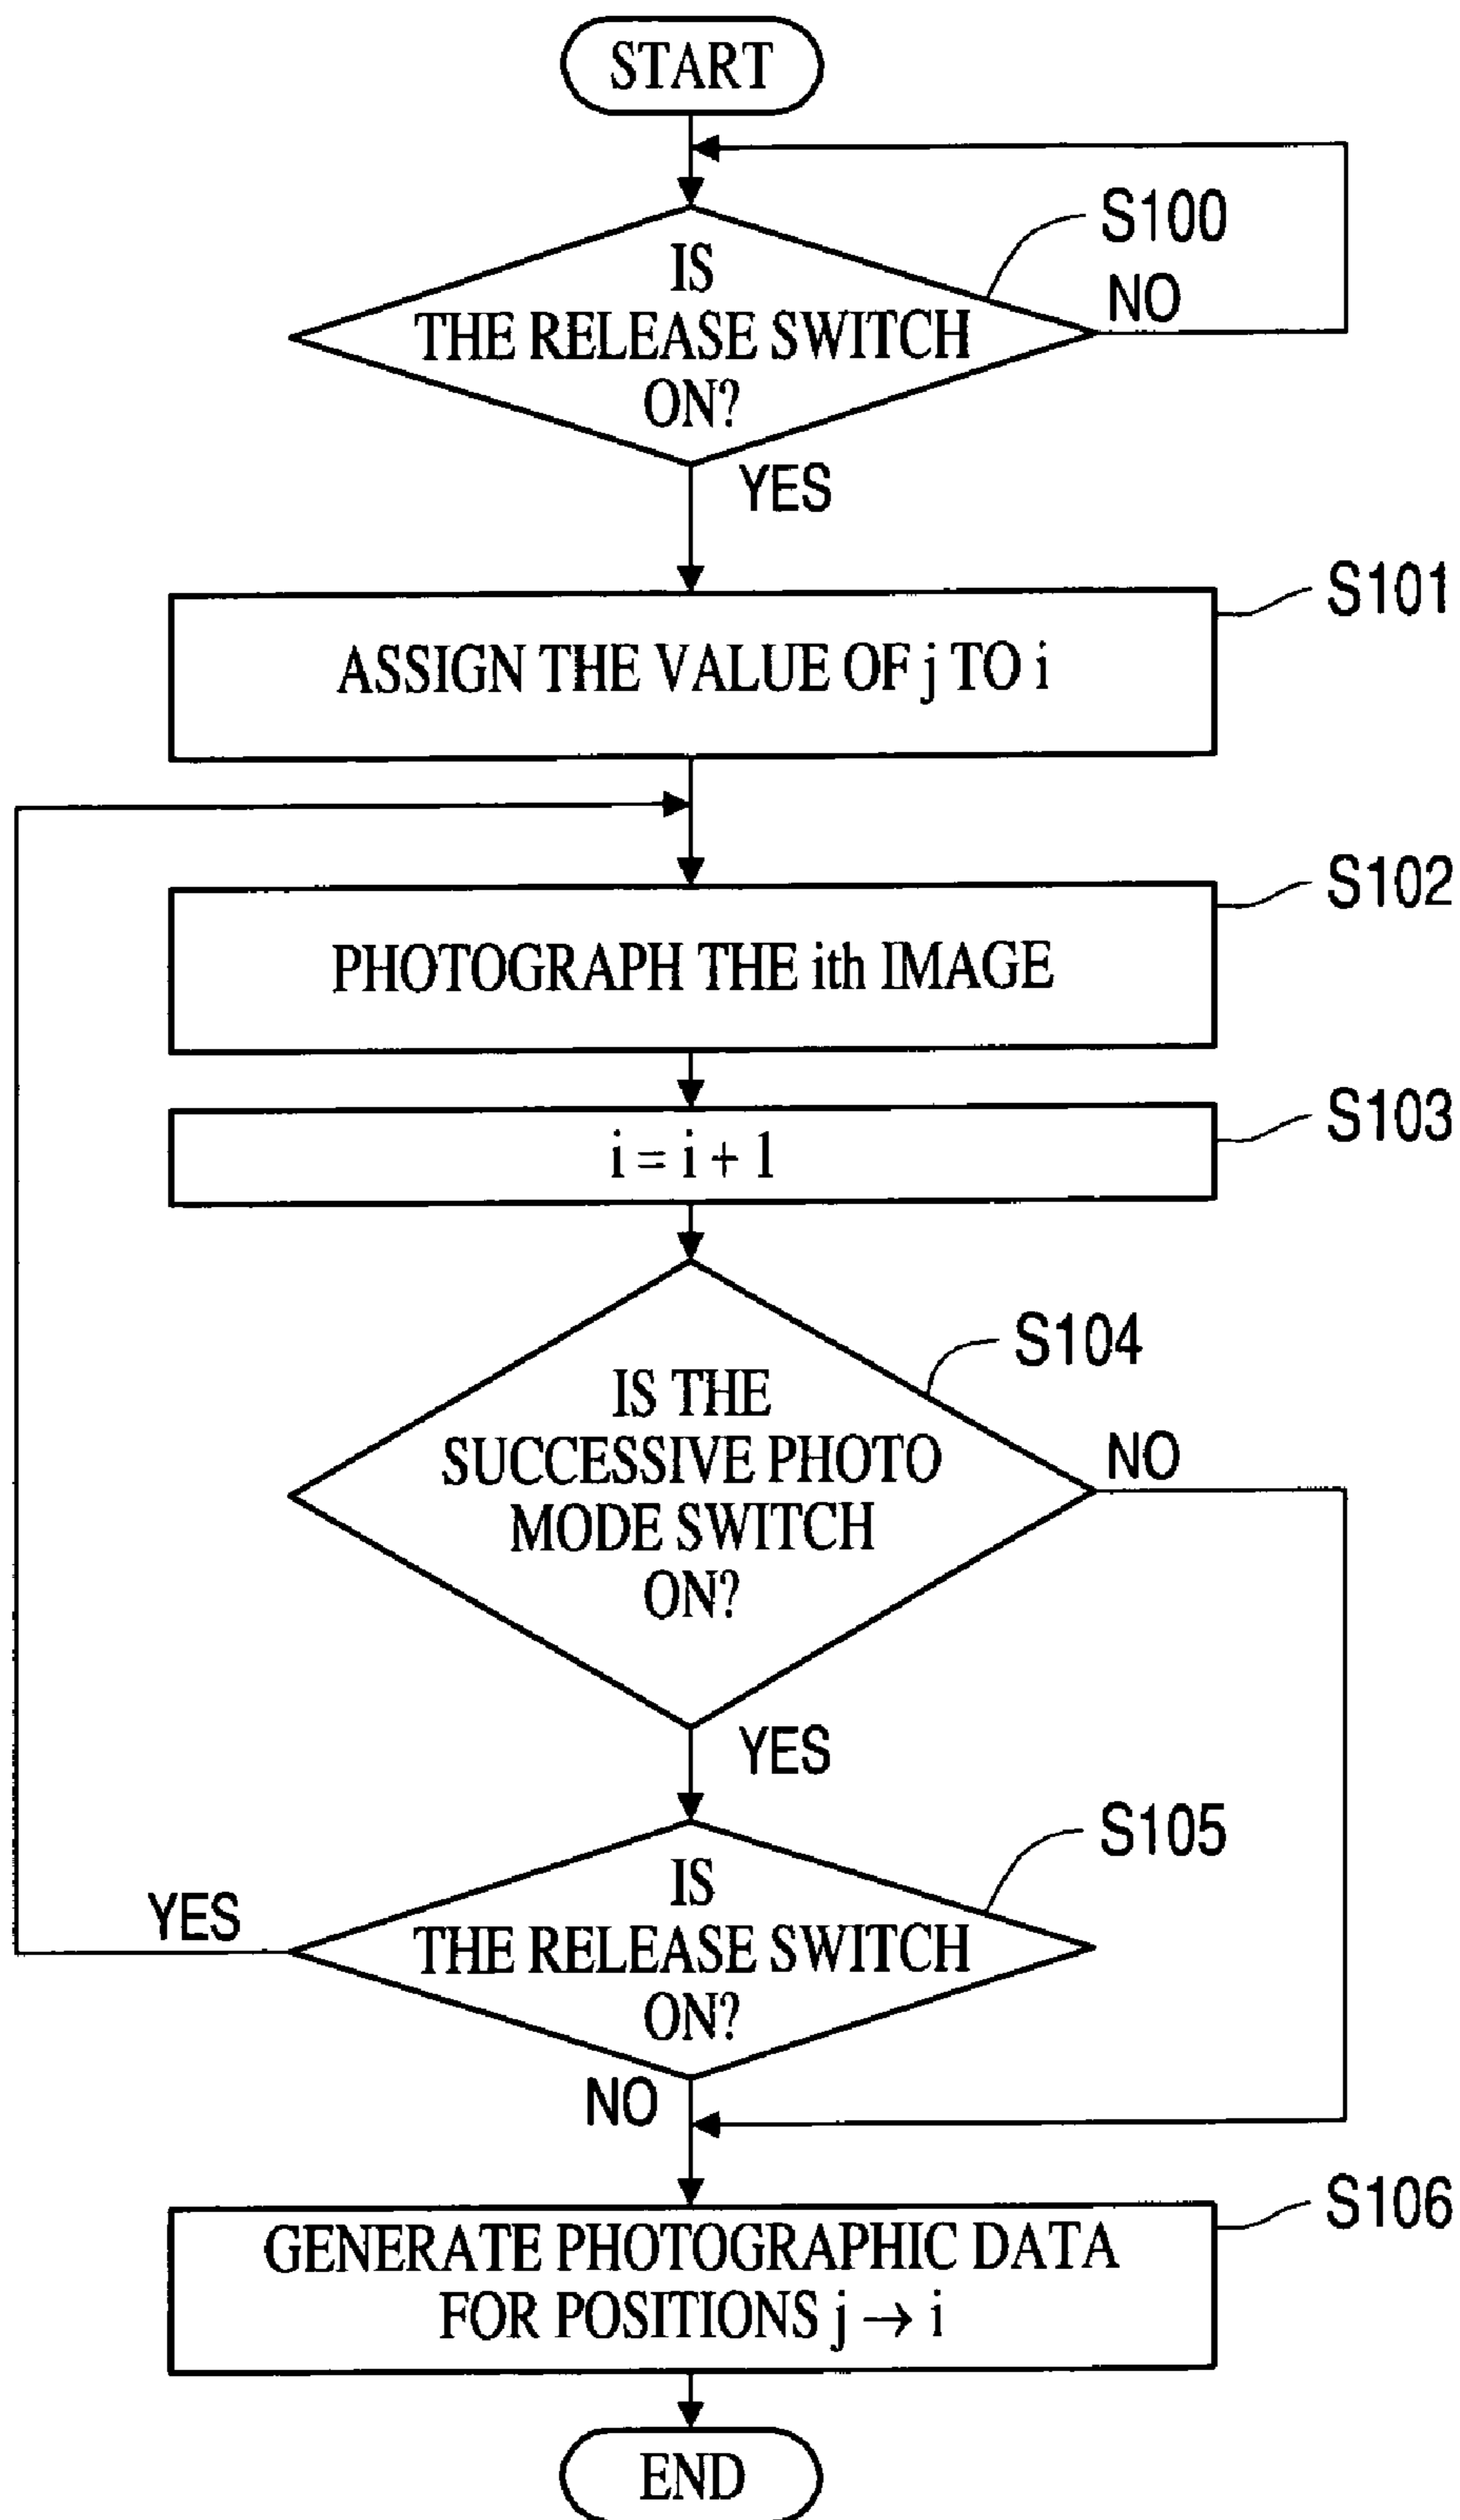 START
S100
IS
THE RELEASE SWITCH
ON?
NO
YES
S101
ASSIGN THE VALUE OF j TO i
S102
PHOTOGRAPH THE ith IMAGE
S103
i = i + 1
S104
IS THE
SUCCESSIVE PHOTO
MODE SWITCH
ON?
NO
YES
S105
IS
THE RELEASE SWITCH
ON?
YES
NO
S106
GENERATE PHOTOGRAPHIC DATA
FOR POSITIONS j → i
END